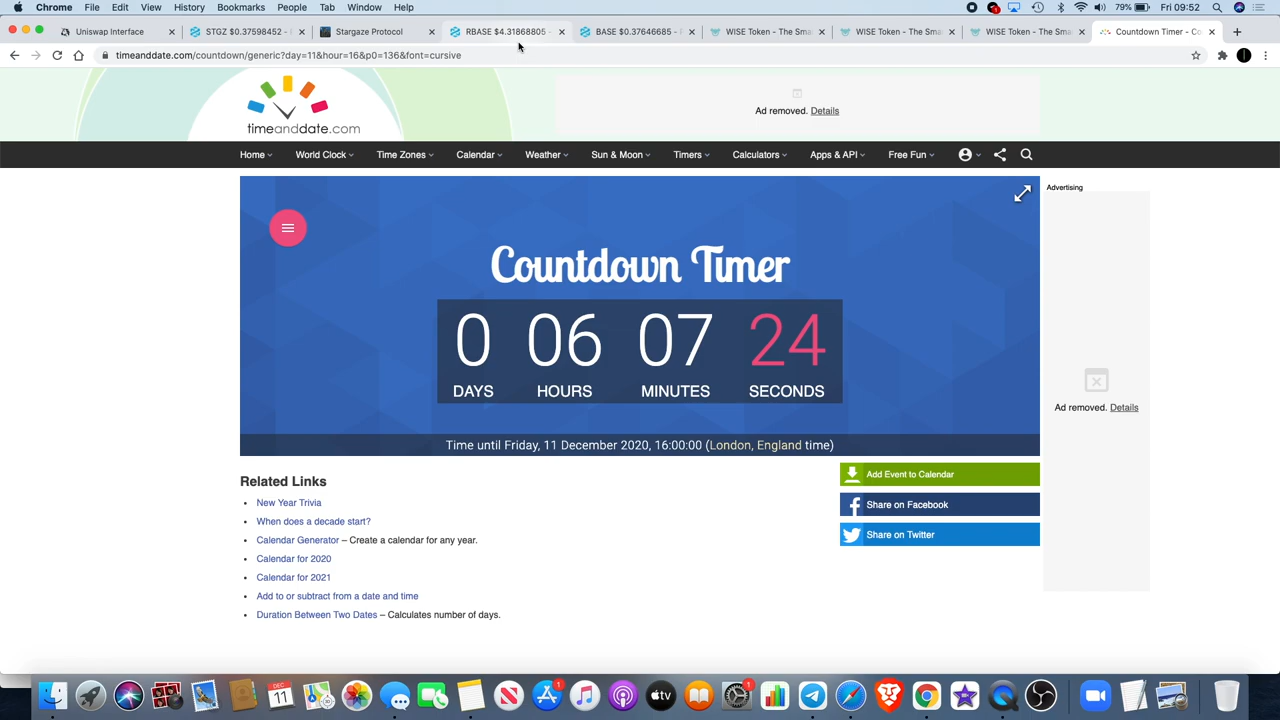 Chrome File Edit View History Bookmarks People Tab Window Help 79% Fri 09:52
Uniswap Interface STGZ $0.37598452 - Stargaze Protocol RBASE $4.31868805 - BASE $0.37646685 - WISE Token - The Sma WISE Token - The Sma WISE Token - The Sma Countdown Timer - Co
timeanddate.com/countdown/generic?day=11&hour=16&p0=136&font=cursive
timeanddate.com
Ad removed. Details
Home World Clock Time Zones Calendar Weather Sun & Moon Timers Calculators Apps & API Free Fun
Advertising
Countdown Timer
0 06 07 24
DAYS HOURS MINUTES SECONDS
Time until Friday, 11 December 2020, 16:00:00 (London, England time)
Ad removed. Details
Add Event to Calendar
Share on Facebook
Share on Twitter
Related Links
• New Year Trivia
• When does a decade start?
• Calendar Generator – Create a calendar for any year.
• Calendar for 2020
• Calendar for 2021
• Add to or subtract from a date and time
• Duration Between Two Dates – Calculates number of days.
DEC
11
1
tv
1